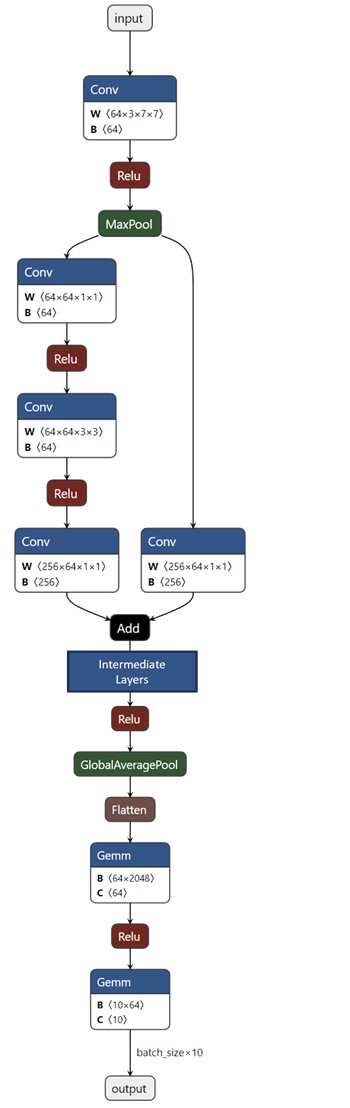 input
Conv
W ⟨64×3×7×7⟩
B ⟨64⟩
Relu
MaxPool
Conv
W ⟨64×64×1×1⟩
B ⟨64⟩
Relu
Conv
W ⟨64×64×3×3⟩
B ⟨64⟩
Relu
Conv
W ⟨256×64×1×1⟩
B ⟨256⟩
Conv
W ⟨256×64×1×1⟩
B ⟨256⟩
Add
Intermediate
Layers
Relu
GlobalAveragePool
Flatten
Gemm
B ⟨64×2048⟩
C ⟨64⟩
Relu
Gemm
B ⟨10×64⟩
C ⟨10⟩
batch_size×10
output